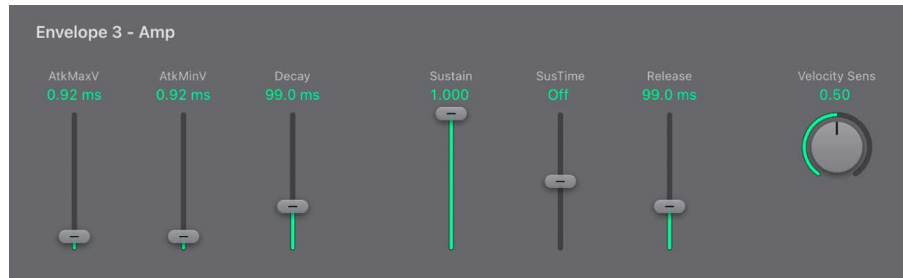 Envelope 3 - Amp
AtkMaxV AtkMinV Decay Sustain SusTime Release Velocity Sens
0.92 ms 0.92 ms 99.0 ms 1.000 Off 99.0 ms 0.50